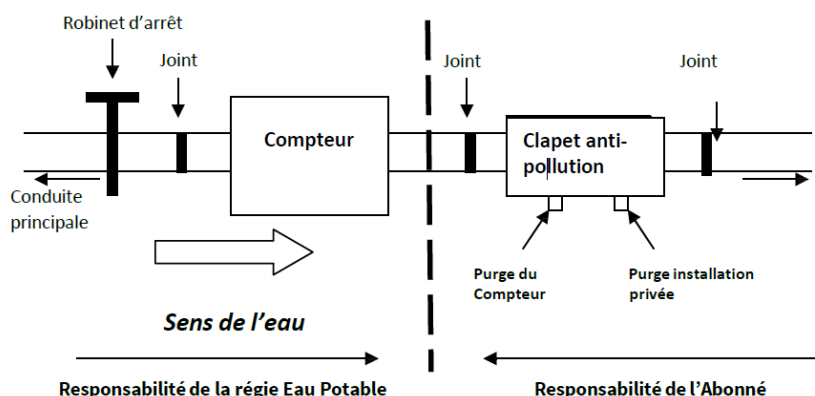 Robinet d'arrêt
Joint
Joint
Joint
Compteur
Clapet anti-
pollution
Conduite
principale
Purge du
Compteur
Purge installation
privée
Sens de l'eau
Responsabilité de la régie Eau Potable
Responsabilité de l'Abonné